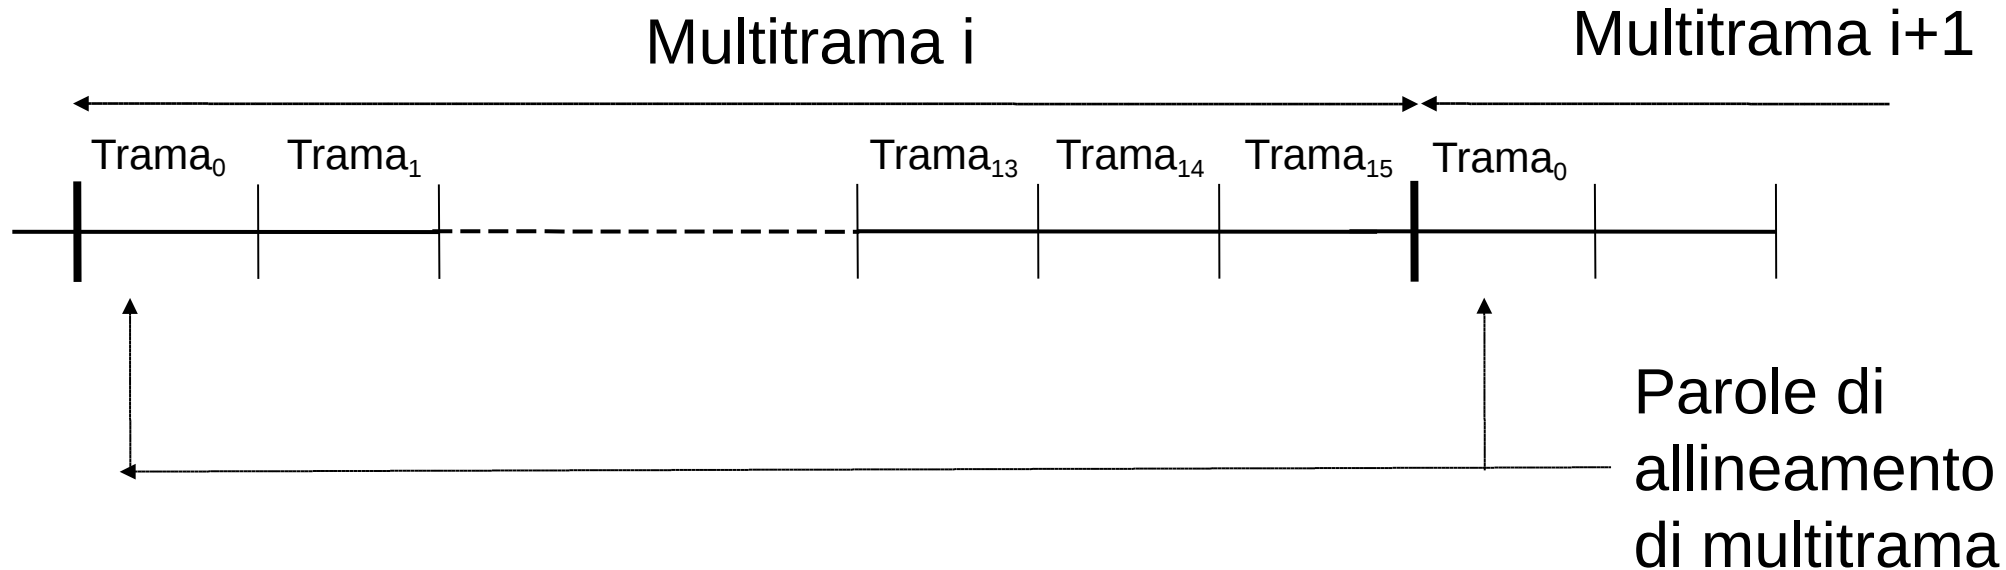 Multitrama i
Multitrama i+1
Trama0
Trama1
Trama13
Trama14
Trama15
Trama0
Parole di
allineamento
di multitrama